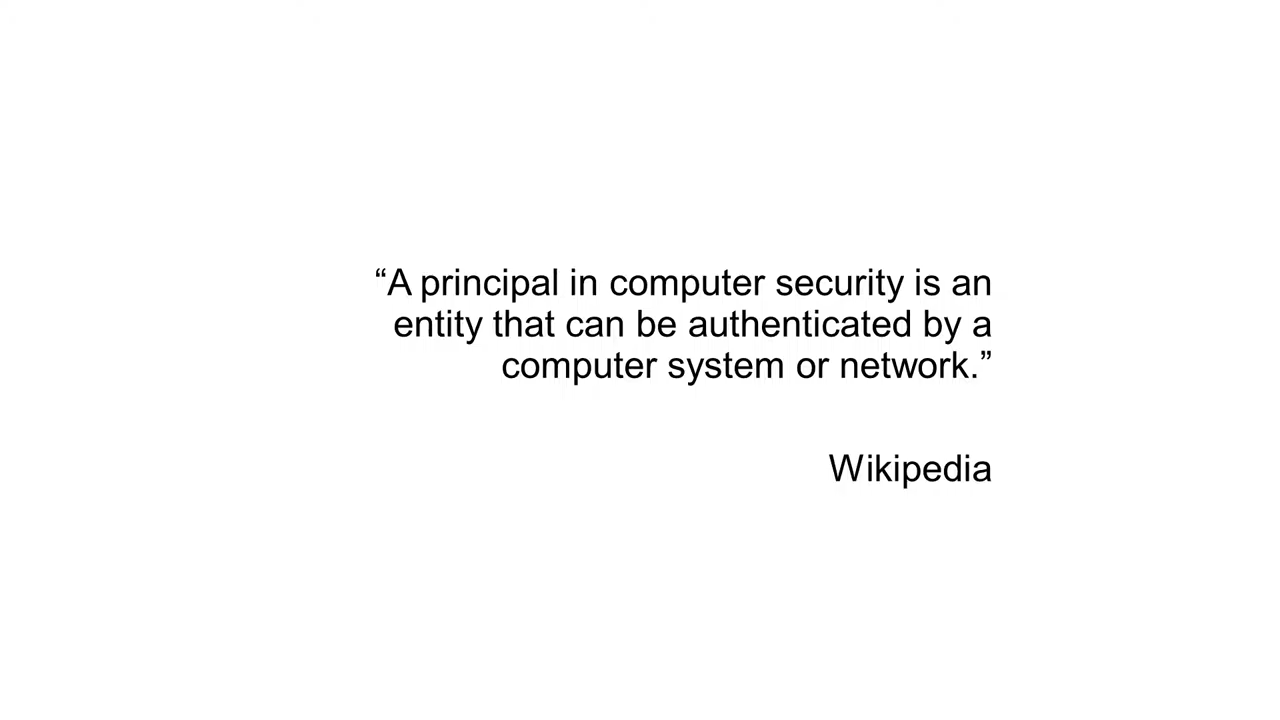 “A principal in computer security is an
entity that can be authenticated by a
computer system or network.”
Wikipedia